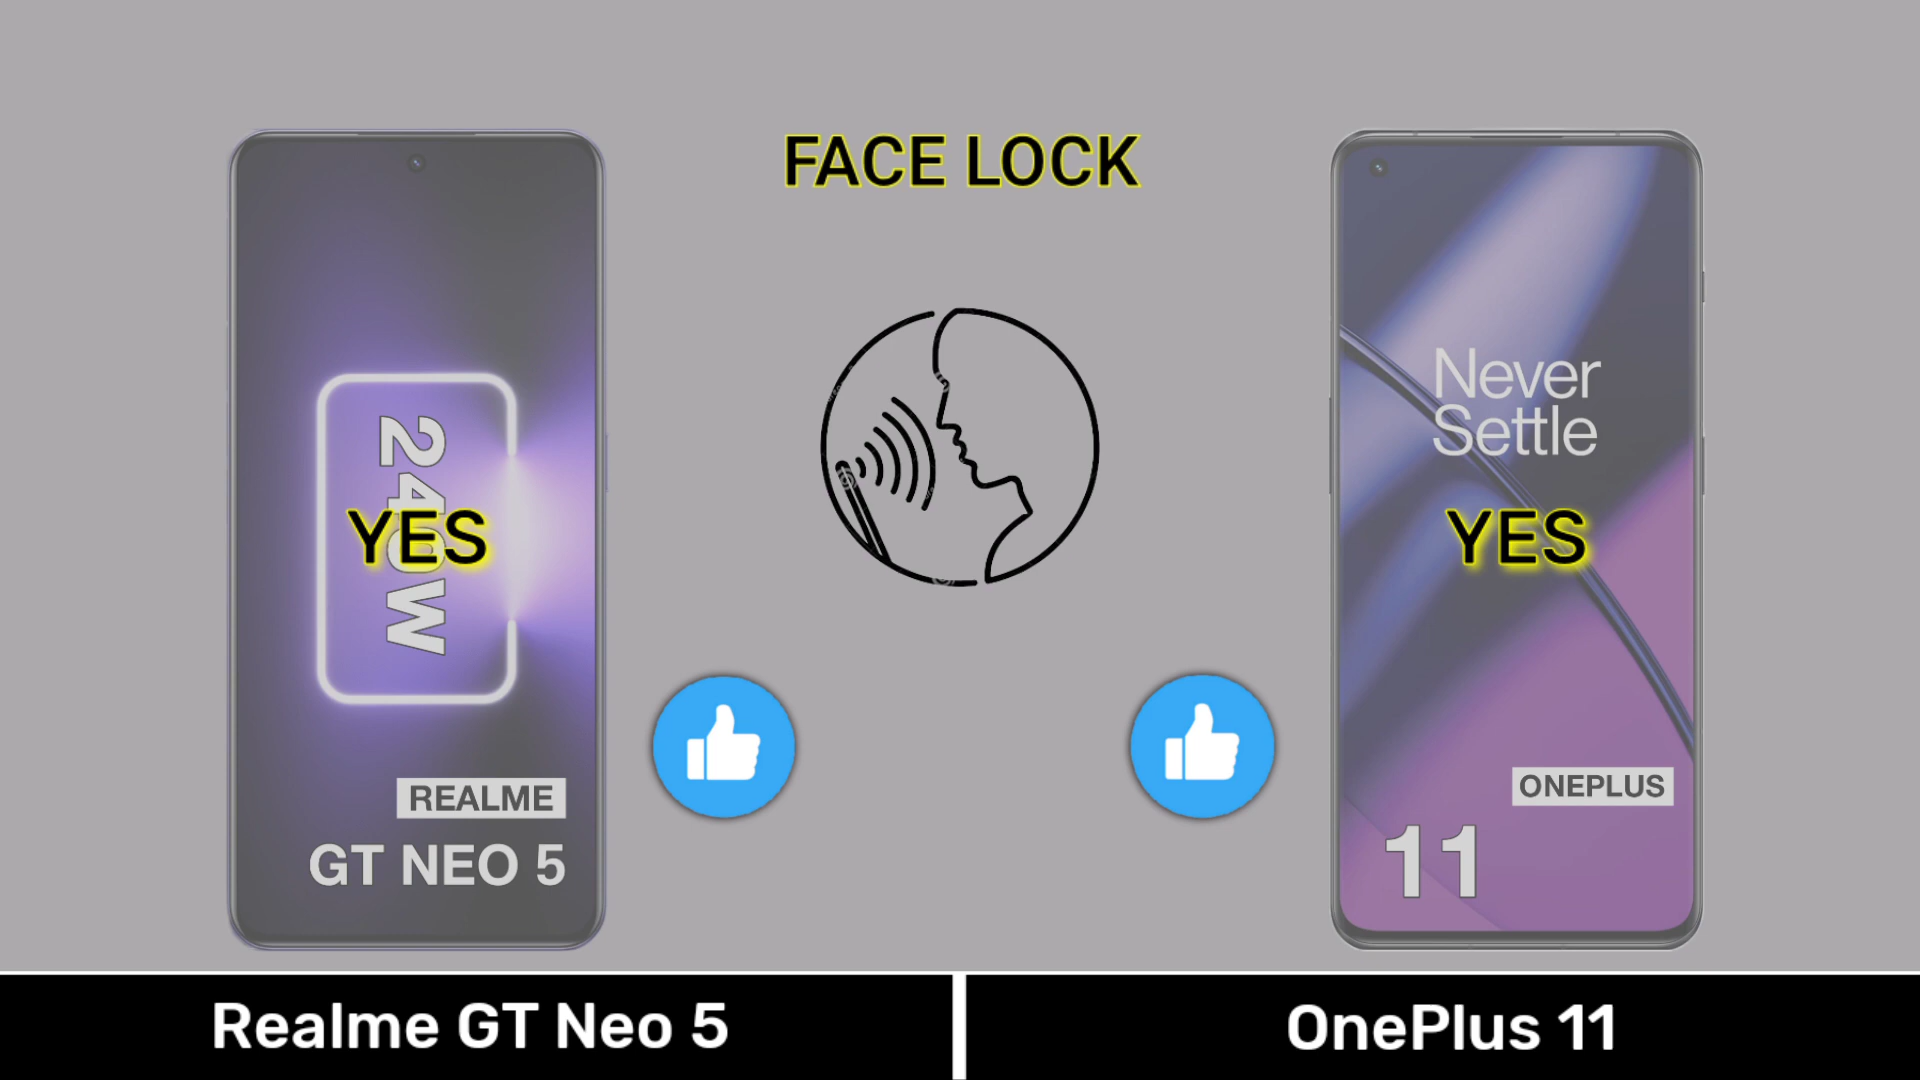 FACE LOCK
240W
YES
REALME
GT NEO 5
Never
Settle
YES
ONEPLUS
11
Realme GT Neo 5
OnePlus 11